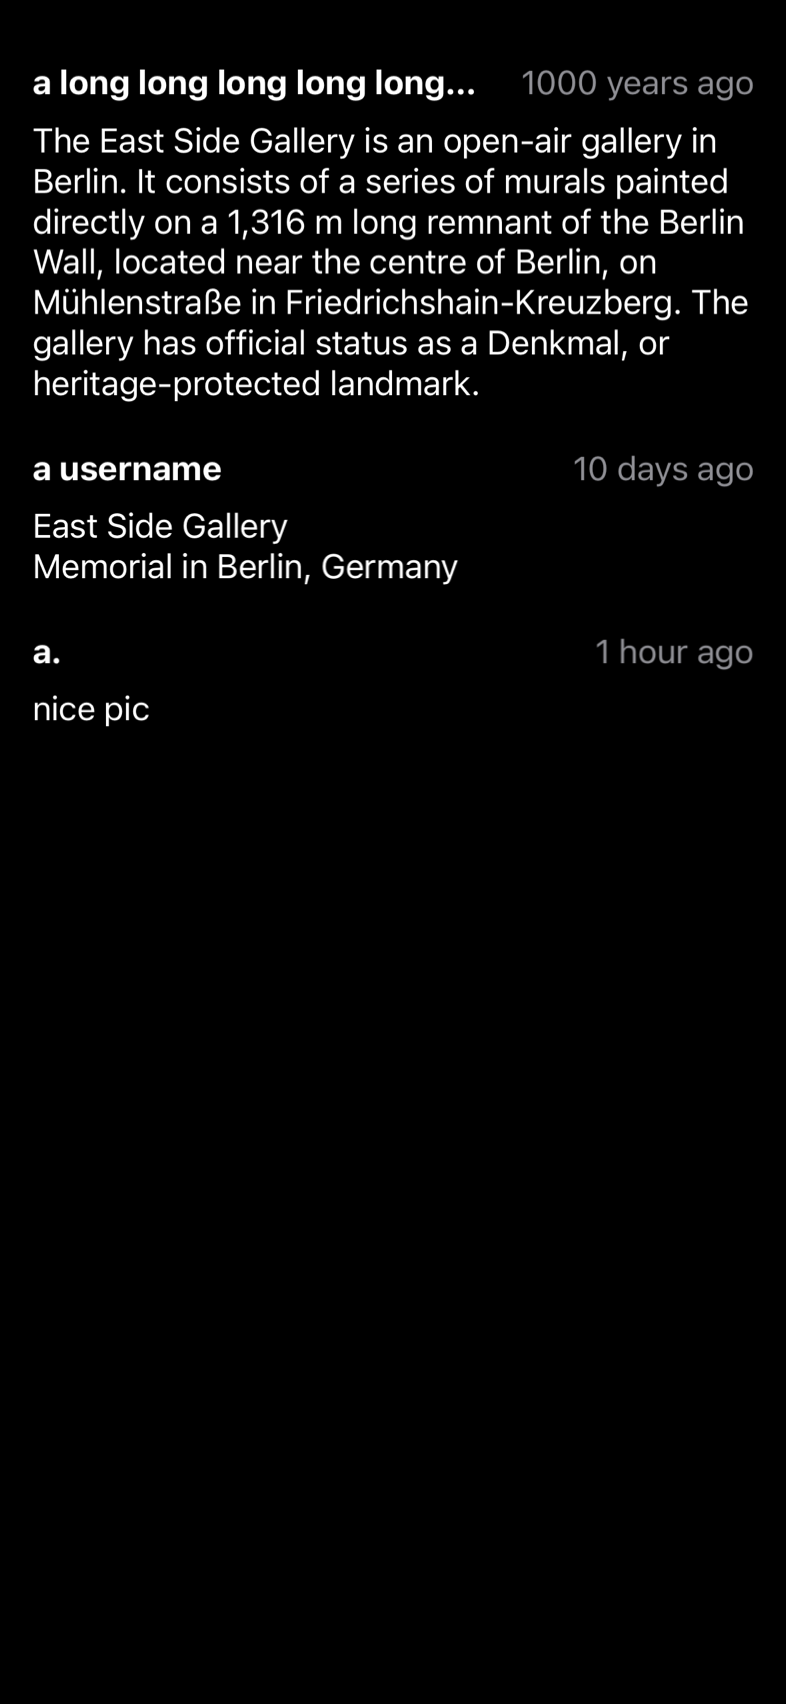 a long long long long long... 1000 years ago
The East Side Gallery is an open-air gallery in
Berlin. It consists of a series of murals painted
directly on a 1,316 m long remnant of the Berlin
Wall, located near the centre of Berlin, on
Mühlenstraße in Friedrichshain-Kreuzberg. The
gallery has official status as a Denkmal, or
heritage-protected landmark.
a username 10 days ago
East Side Gallery
Memorial in Berlin, Germany
a. 1 hour ago
nice pic